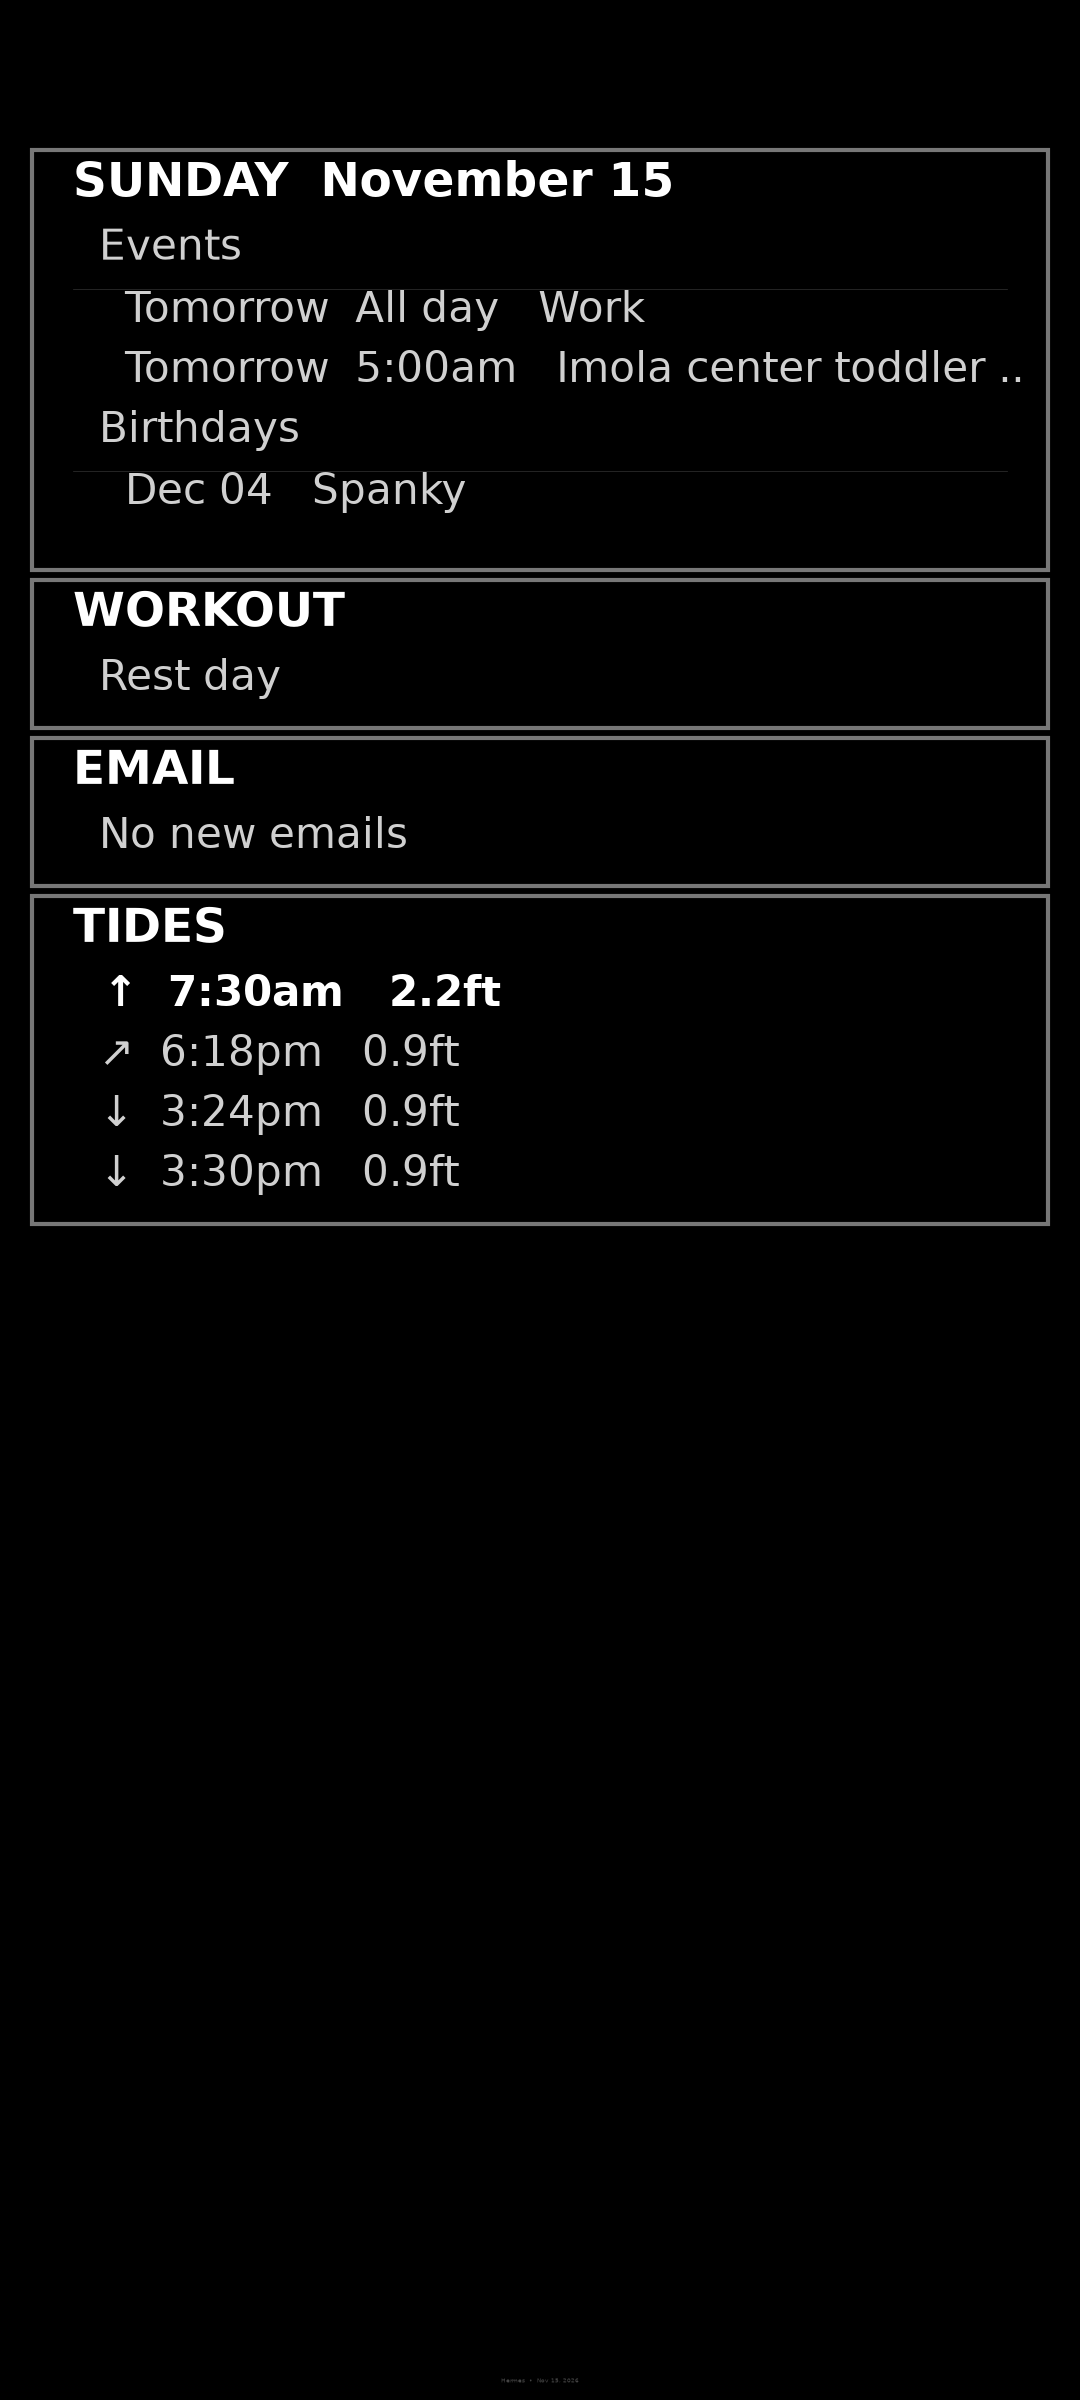 SUNDAY  November 15
Events
Tomorrow  All day   Work
Tomorrow  5:00am   Imola center toddler ..
Birthdays
Dec 04   Spanky
WORKOUT
Rest day
EMAIL
No new emails
TIDES
↑  7:30am   2.2ft
↗  6:18pm   0.9ft
↓  3:24pm   0.9ft
↓  3:30pm   0.9ft